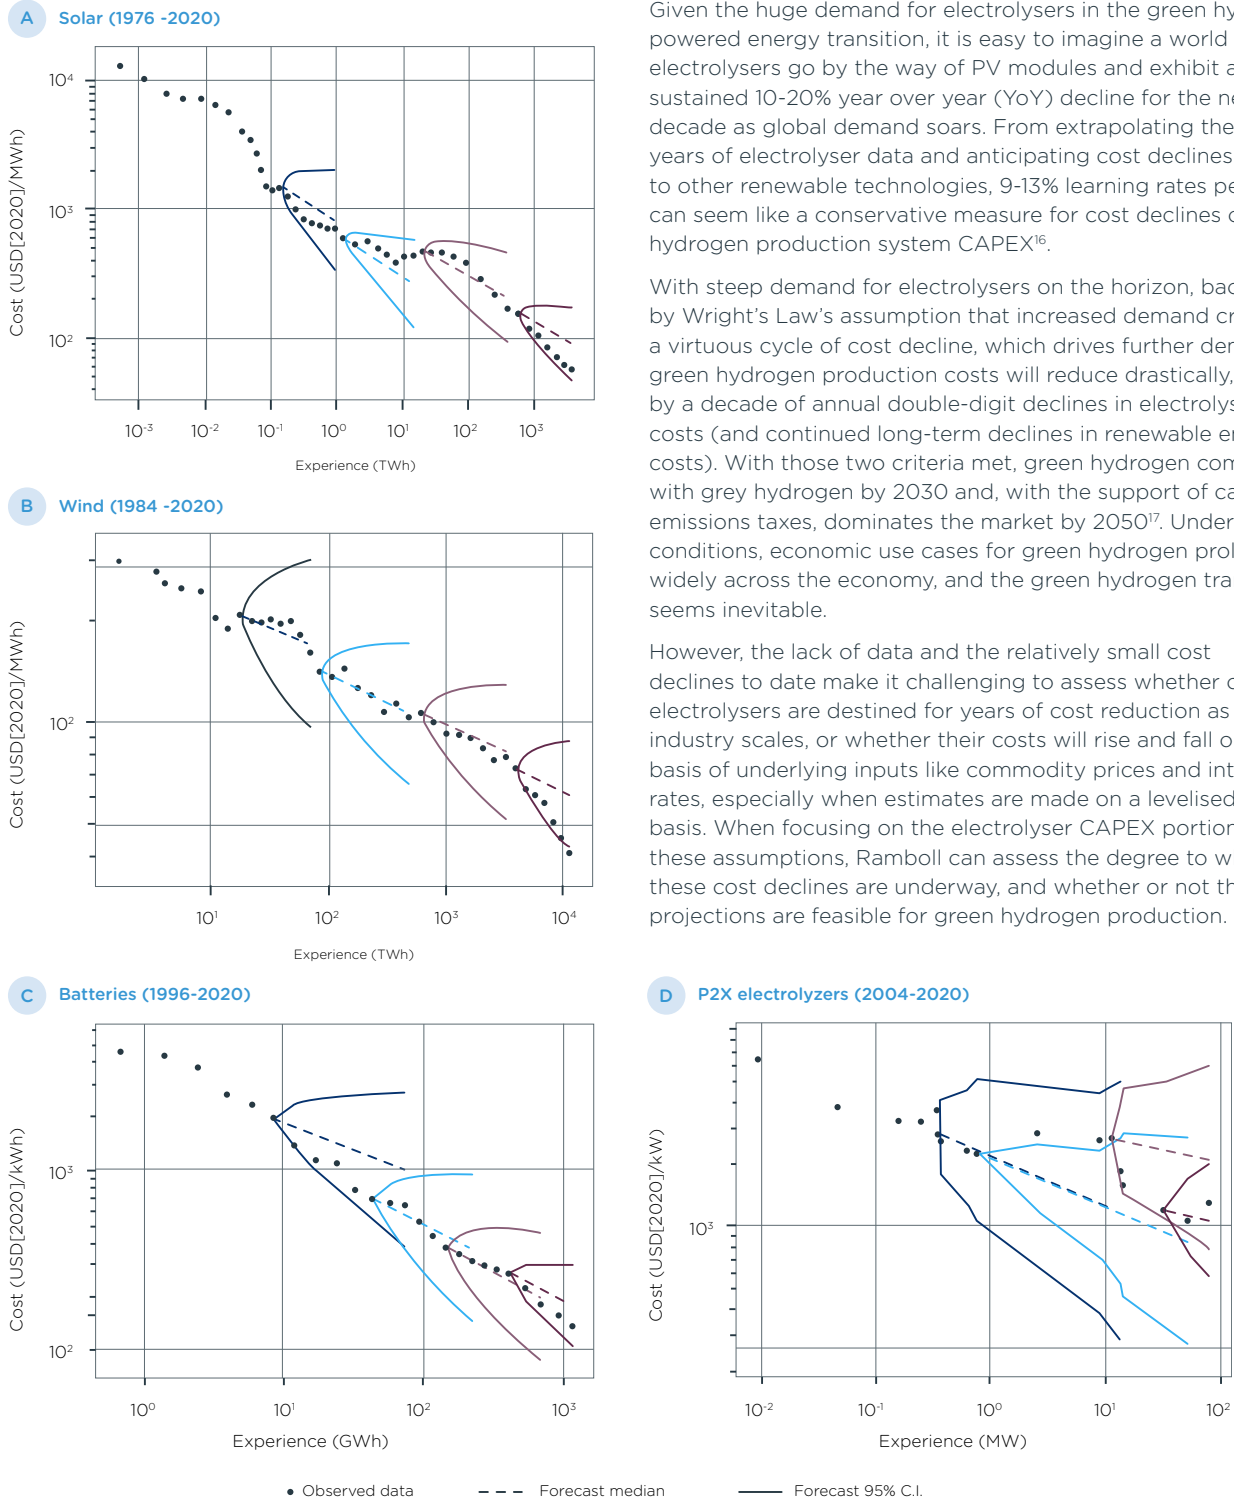 A Solar (1976 -2020)
Cost (USD[2020]/MWh)
10⁴
10³
10²
10⁻³ 10⁻² 10⁻¹ 10⁰ 10¹ 10² 10³
Experience (TWh)
B Wind (1984 -2020)
Cost (USD[2020]/MWh)
10²
10¹ 10² 10³ 10⁴
Experience (TWh)
Given the huge demand for electrolysers in the green hy
powered energy transition, it is easy to imagine a world
electrolysers go by the way of PV modules and exhibit a
sustained 10-20% year over year (YoY) decline for the ne
decade as global demand soars. From extrapolating the
years of electrolyser data and anticipating cost declines
to other renewable technologies, 9-13% learning rates pe
can seem like a conservative measure for cost declines o
hydrogen production system CAPEX¹⁶.
With steep demand for electrolysers on the horizon, bac
by Wright's Law's assumption that increased demand cr
a virtuous cycle of cost decline, which drives further der
green hydrogen production costs will reduce drastically,
by a decade of annual double-digit declines in electrolys
costs (and continued long-term declines in renewable er
costs). With those two criteria met, green hydrogen com
with grey hydrogen by 2030 and, with the support of ca
emissions taxes, dominates the market by 2050¹⁷. Under
conditions, economic use cases for green hydrogen prol
widely across the economy, and the green hydrogen tra
seems inevitable.
However, the lack of data and the relatively small cost
declines to date make it challenging to assess whether o
electrolysers are destined for years of cost reduction as
industry scales, or whether their costs will rise and fall o
basis of underlying inputs like commodity prices and int
rates, especially when estimates are made on a levelised
basis. When focusing on the electrolyser CAPEX portion
these assumptions, Ramboll can assess the degree to w
these cost declines are underway, and whether or not th
projections are feasible for green hydrogen production.
C Batteries (1996-2020)
Cost (USD[2020]/kWh)
10³
10²
10⁰ 10¹ 10² 10³
Experience (GWh)
D P2X electrolyzers (2004-2020)
Cost (USD[2020]/kW)
10³
10⁻² 10⁻¹ 10⁰ 10¹ 10²
Experience (MW)
Observed data Forecast median Forecast 95% C.I.